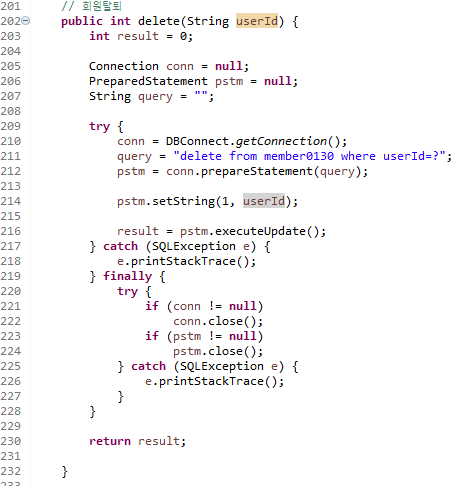 201 // 회원탈퇴
202 public int delete(String userId) {
203 int result = 0;
204
205 Connection conn = null;
206 PreparedStatement pstm = null;
207 String query = "";
208
209 try {
210 conn = DBConnect.getConnection();
211 query = "delete from member0130 where userId=?";
212 pstm = conn.prepareStatement(query);
213
214 pstm.setString(1, userId);
215
216 result = pstm.executeUpdate();
217 } catch (SQLException e) {
218 e.printStackTrace();
219 } finally {
220 try {
221 if (conn != null)
222 conn.close();
223 if (pstm != null)
224 pstm.close();
225 } catch (SQLException e) {
226 e.printStackTrace();
227 }
228 }
229
230 return result;
231
232 }
233